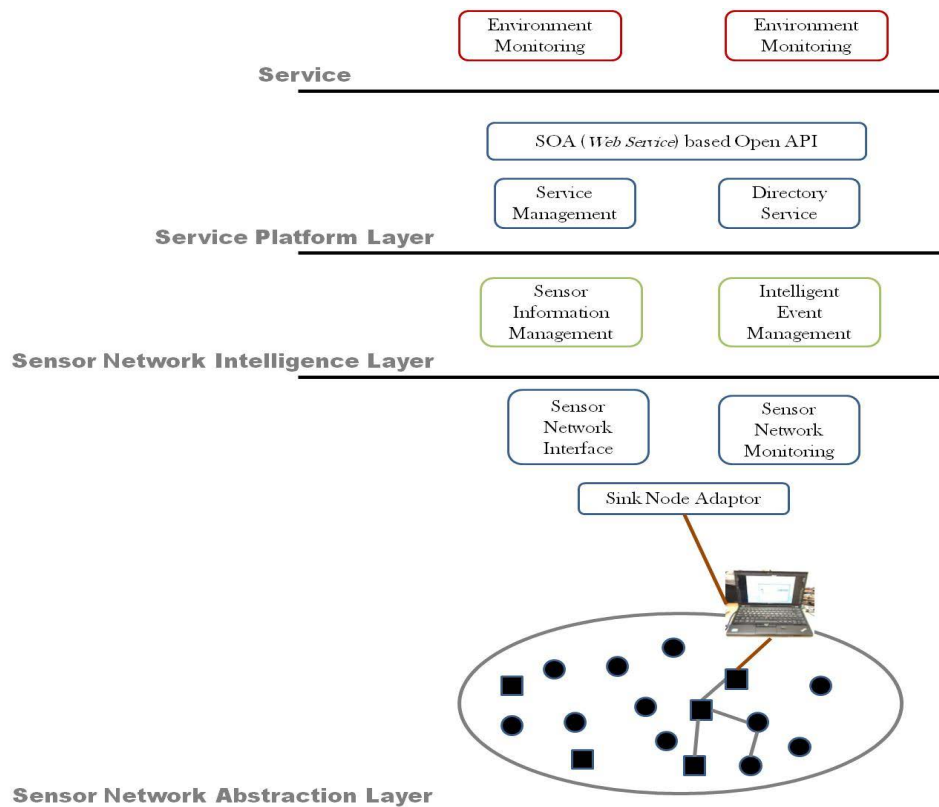 Environment
Monitoring
Environment
Monitoring
Service
SOA (Web Service) based Open API
Service
Management
Directory
Service
Service Platform Layer
Sensor
Information
Management
Intelligent
Event
Management
Sensor Network Intelligence Layer
Sensor
Network
Interface
Sensor
Network
Monitoring
Sink Node Adaptor
Sensor Network Abstraction Layer